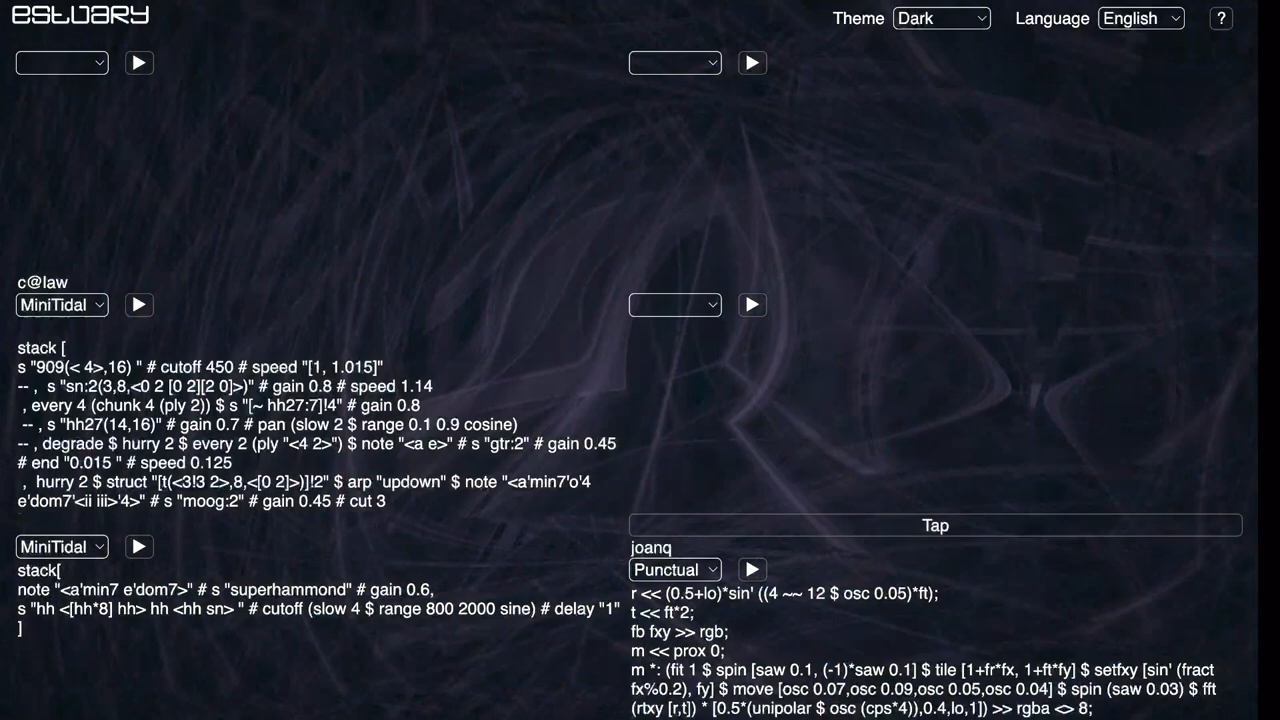 estuary
Theme Dark Language English ?
c@law
MiniTidal
stack [
s "909(< 4>,16) " # cutoff 450 # speed "[1, 1.015]"
-- , s "sn:2(3,8,<0 2 [0 2][2 0]>)" # gain 0.8 # speed 1.14
, every 4 (chunk 4 (ply 2)) $ s "[~ hh27:7]!4" # gain 0.8
-- , s "hh27(14,16)" # gain 0.7 # pan (slow 2 $ range 0.1 0.9 cosine)
-- , degrade $ hurry 2 $ every 2 (ply "<4 2>") $ note "<a e>" # s "gtr:2" # gain 0.45
# end "0.015 " # speed 0.125
, hurry 2 $ struct "[t(<3!3 2>,8,<[0 2]>)]!2" $ arp "updown" $ note "<a'min7'o'4
e'dom7'<ii iii>'4>" # s "moog:2" # gain 0.45 # cut 3
MiniTidal
stack[
note "<a'min7 e'dom7>" # s "superhammond" # gain 0.6,
s "hh <[hh*8] hh> hh <hh sn> " # cutoff (slow 4 $ range 800 2000 sine) # delay "1"
]
Tap
joanq
Punctual
r << (0.5+lo)*sin' ((4 ~~ 12 $ osc 0.05)*ft);
t << ft*2;
fb fxy >> rgb;
m << prox 0;
m *: (fit 1 $ spin [saw 0.1, (-1)*saw 0.1] $ tile [1+fr*fx, 1+ft*fy] $ setfxy [sin' (fract
fx%0.2), fy] $ move [osc 0.07,osc 0.09,osc 0.05,osc 0.04] $ spin (saw 0.03) $ fft
(rtxy [r,t]) * [0.5*(unipolar $ osc (cps*4)),0.4,lo,1]) >> rgba <> 8;